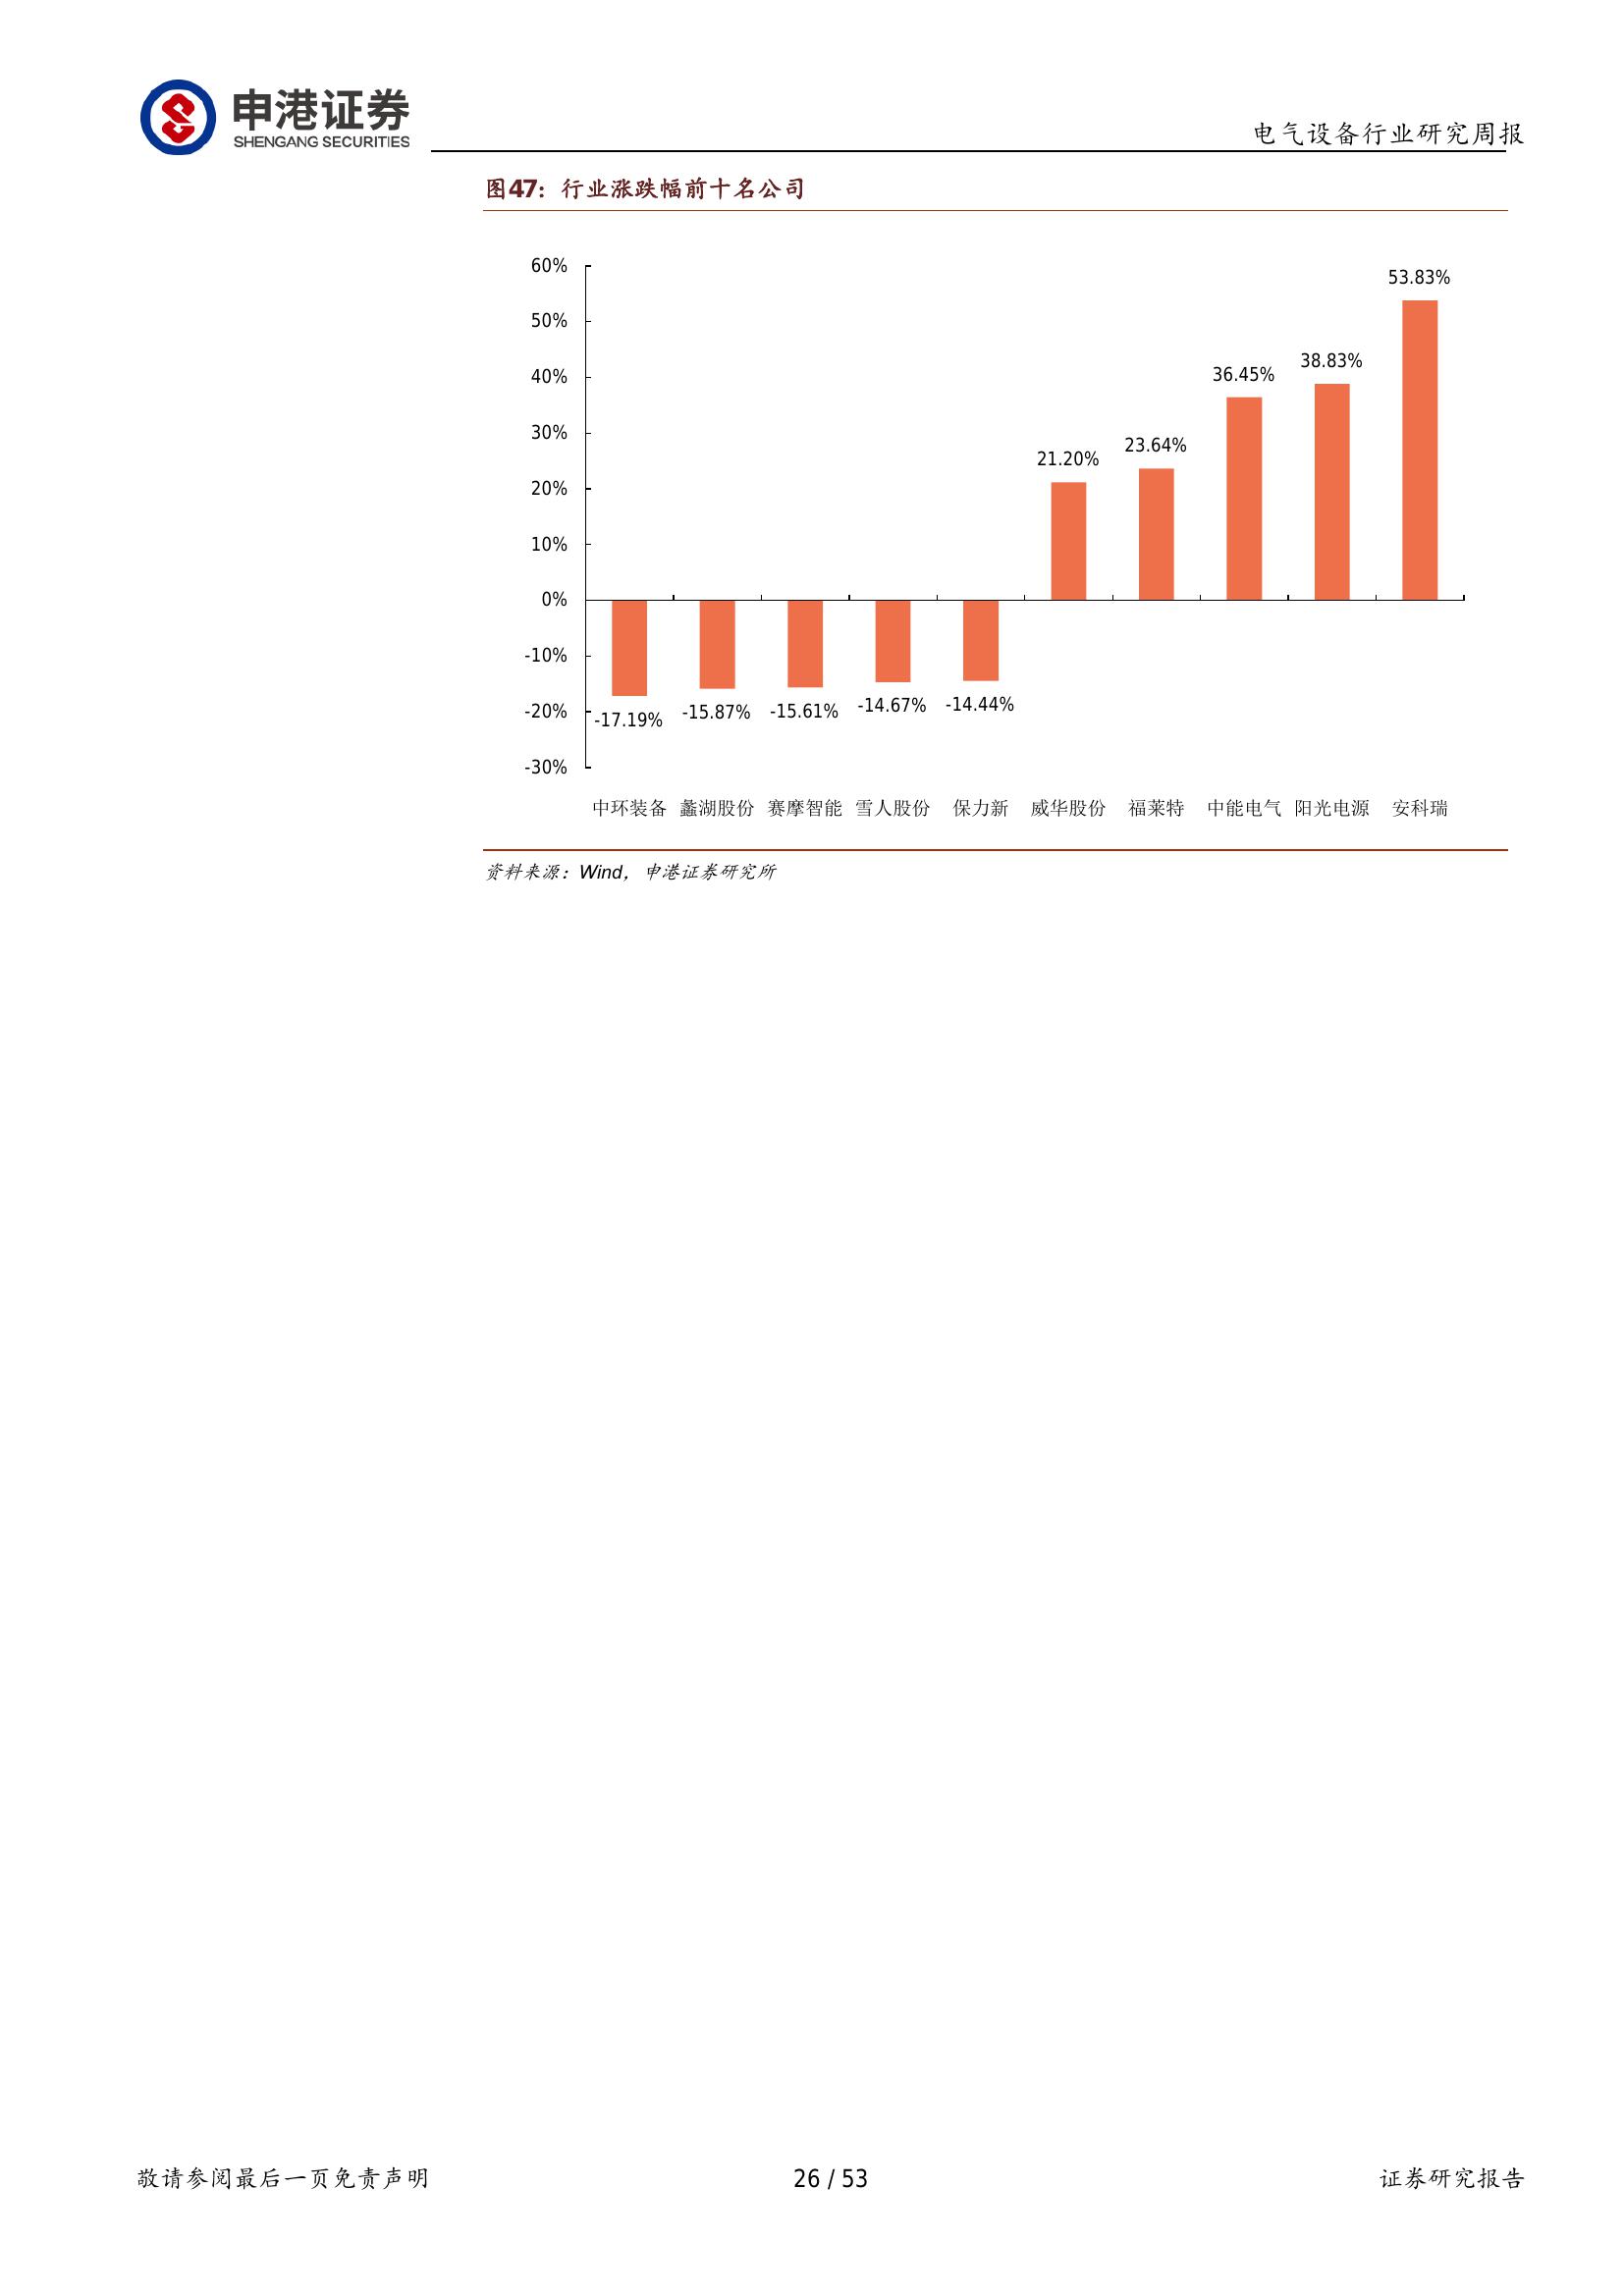 申港证券
SHENGANG SECURITIES
电气设备行业研究周报
图47：行业涨跌幅前十名公司
60%
50%
40%
30%
20%
10%
0%
-10%
-20%
-30%
-17.19% -15.87% -15.61% -14.67% -14.44% 21.20% 23.64% 36.45% 38.83% 53.83%
中环装备 蠡湖股份 赛摩智能 雪人股份 保力新 威华股份 福莱特 中能电气 阳光电源 安科瑞
资料来源：Wind，申港证券研究所
敬请参阅最后一页免责声明 26 / 53 证券研究报告